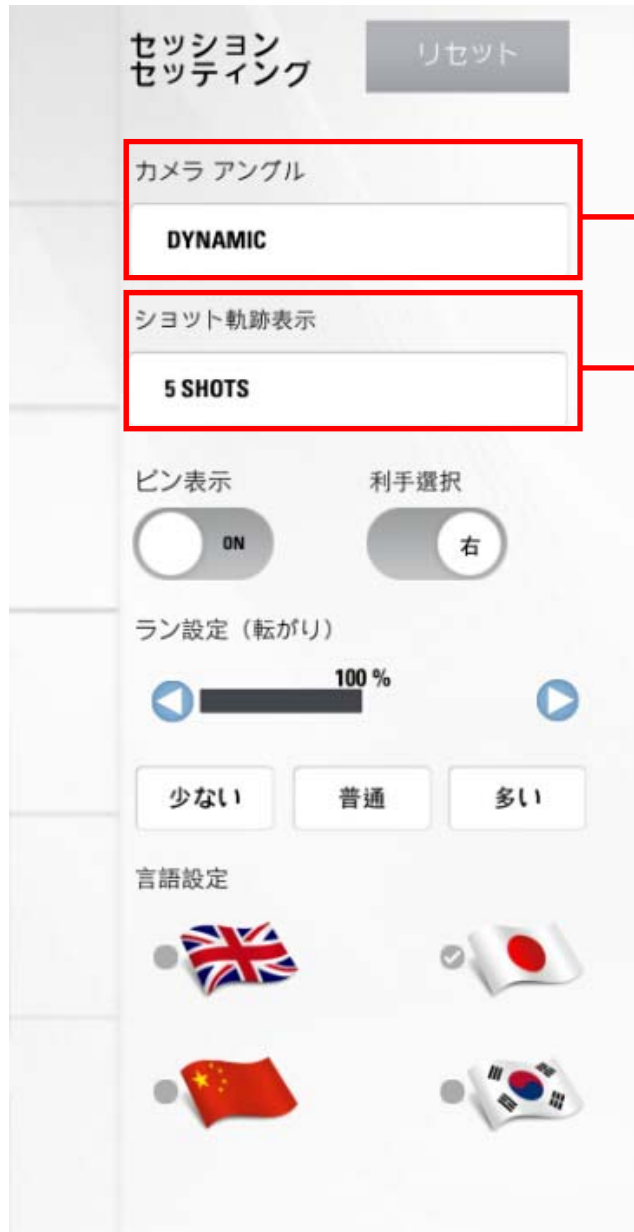 セッション
セッティング
リセット
カメラ アングル
DYNAMIC
ショット軌跡表示
5 SHOTS
ピン表示 利手選択
ON 右
ラン設定（転がり）
100 %
少ない 普通 多い
言語設定